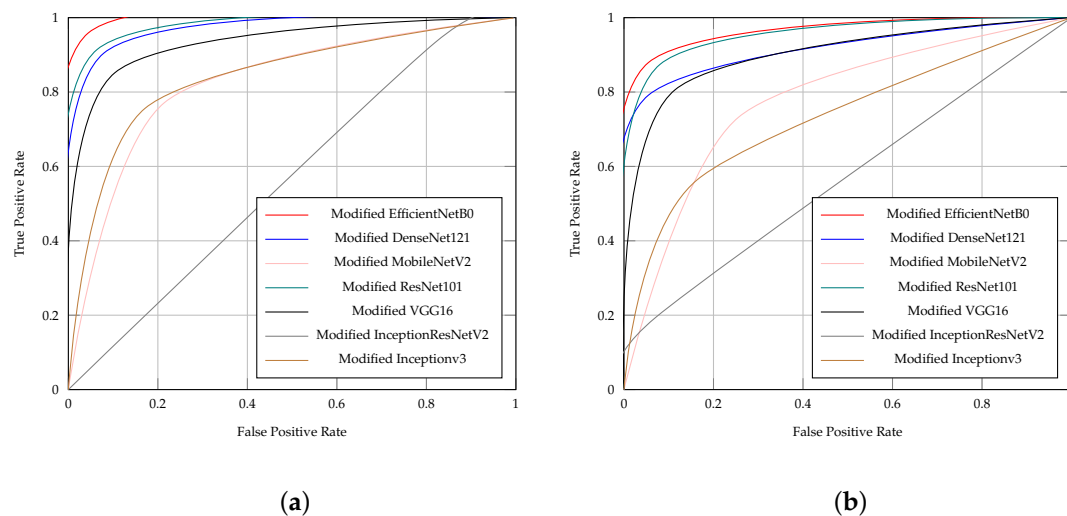 1
0.8
0.6
0.4
0.2
0
True Positive Rate
Modified EfficientNetB0
Modified DenseNet121
Modified MobileNetV2
Modified ResNet101
Modified VGG16
Modified InceptionResNetV2
Modified Inceptionv3
0 0.2 0.4 0.6 0.8 1
False Positive Rate
(a)
1
0.8
0.6
0.4
0.2
0
True Positive Rate
Modified EfficientNetB0
Modified DenseNet121
Modified MobileNetV2
Modified ResNet101
Modified VGG16
Modified InceptionResNetV2
Modified Inceptionv3
0 0.2 0.4 0.6 0.8
False Positive Rate
(b)